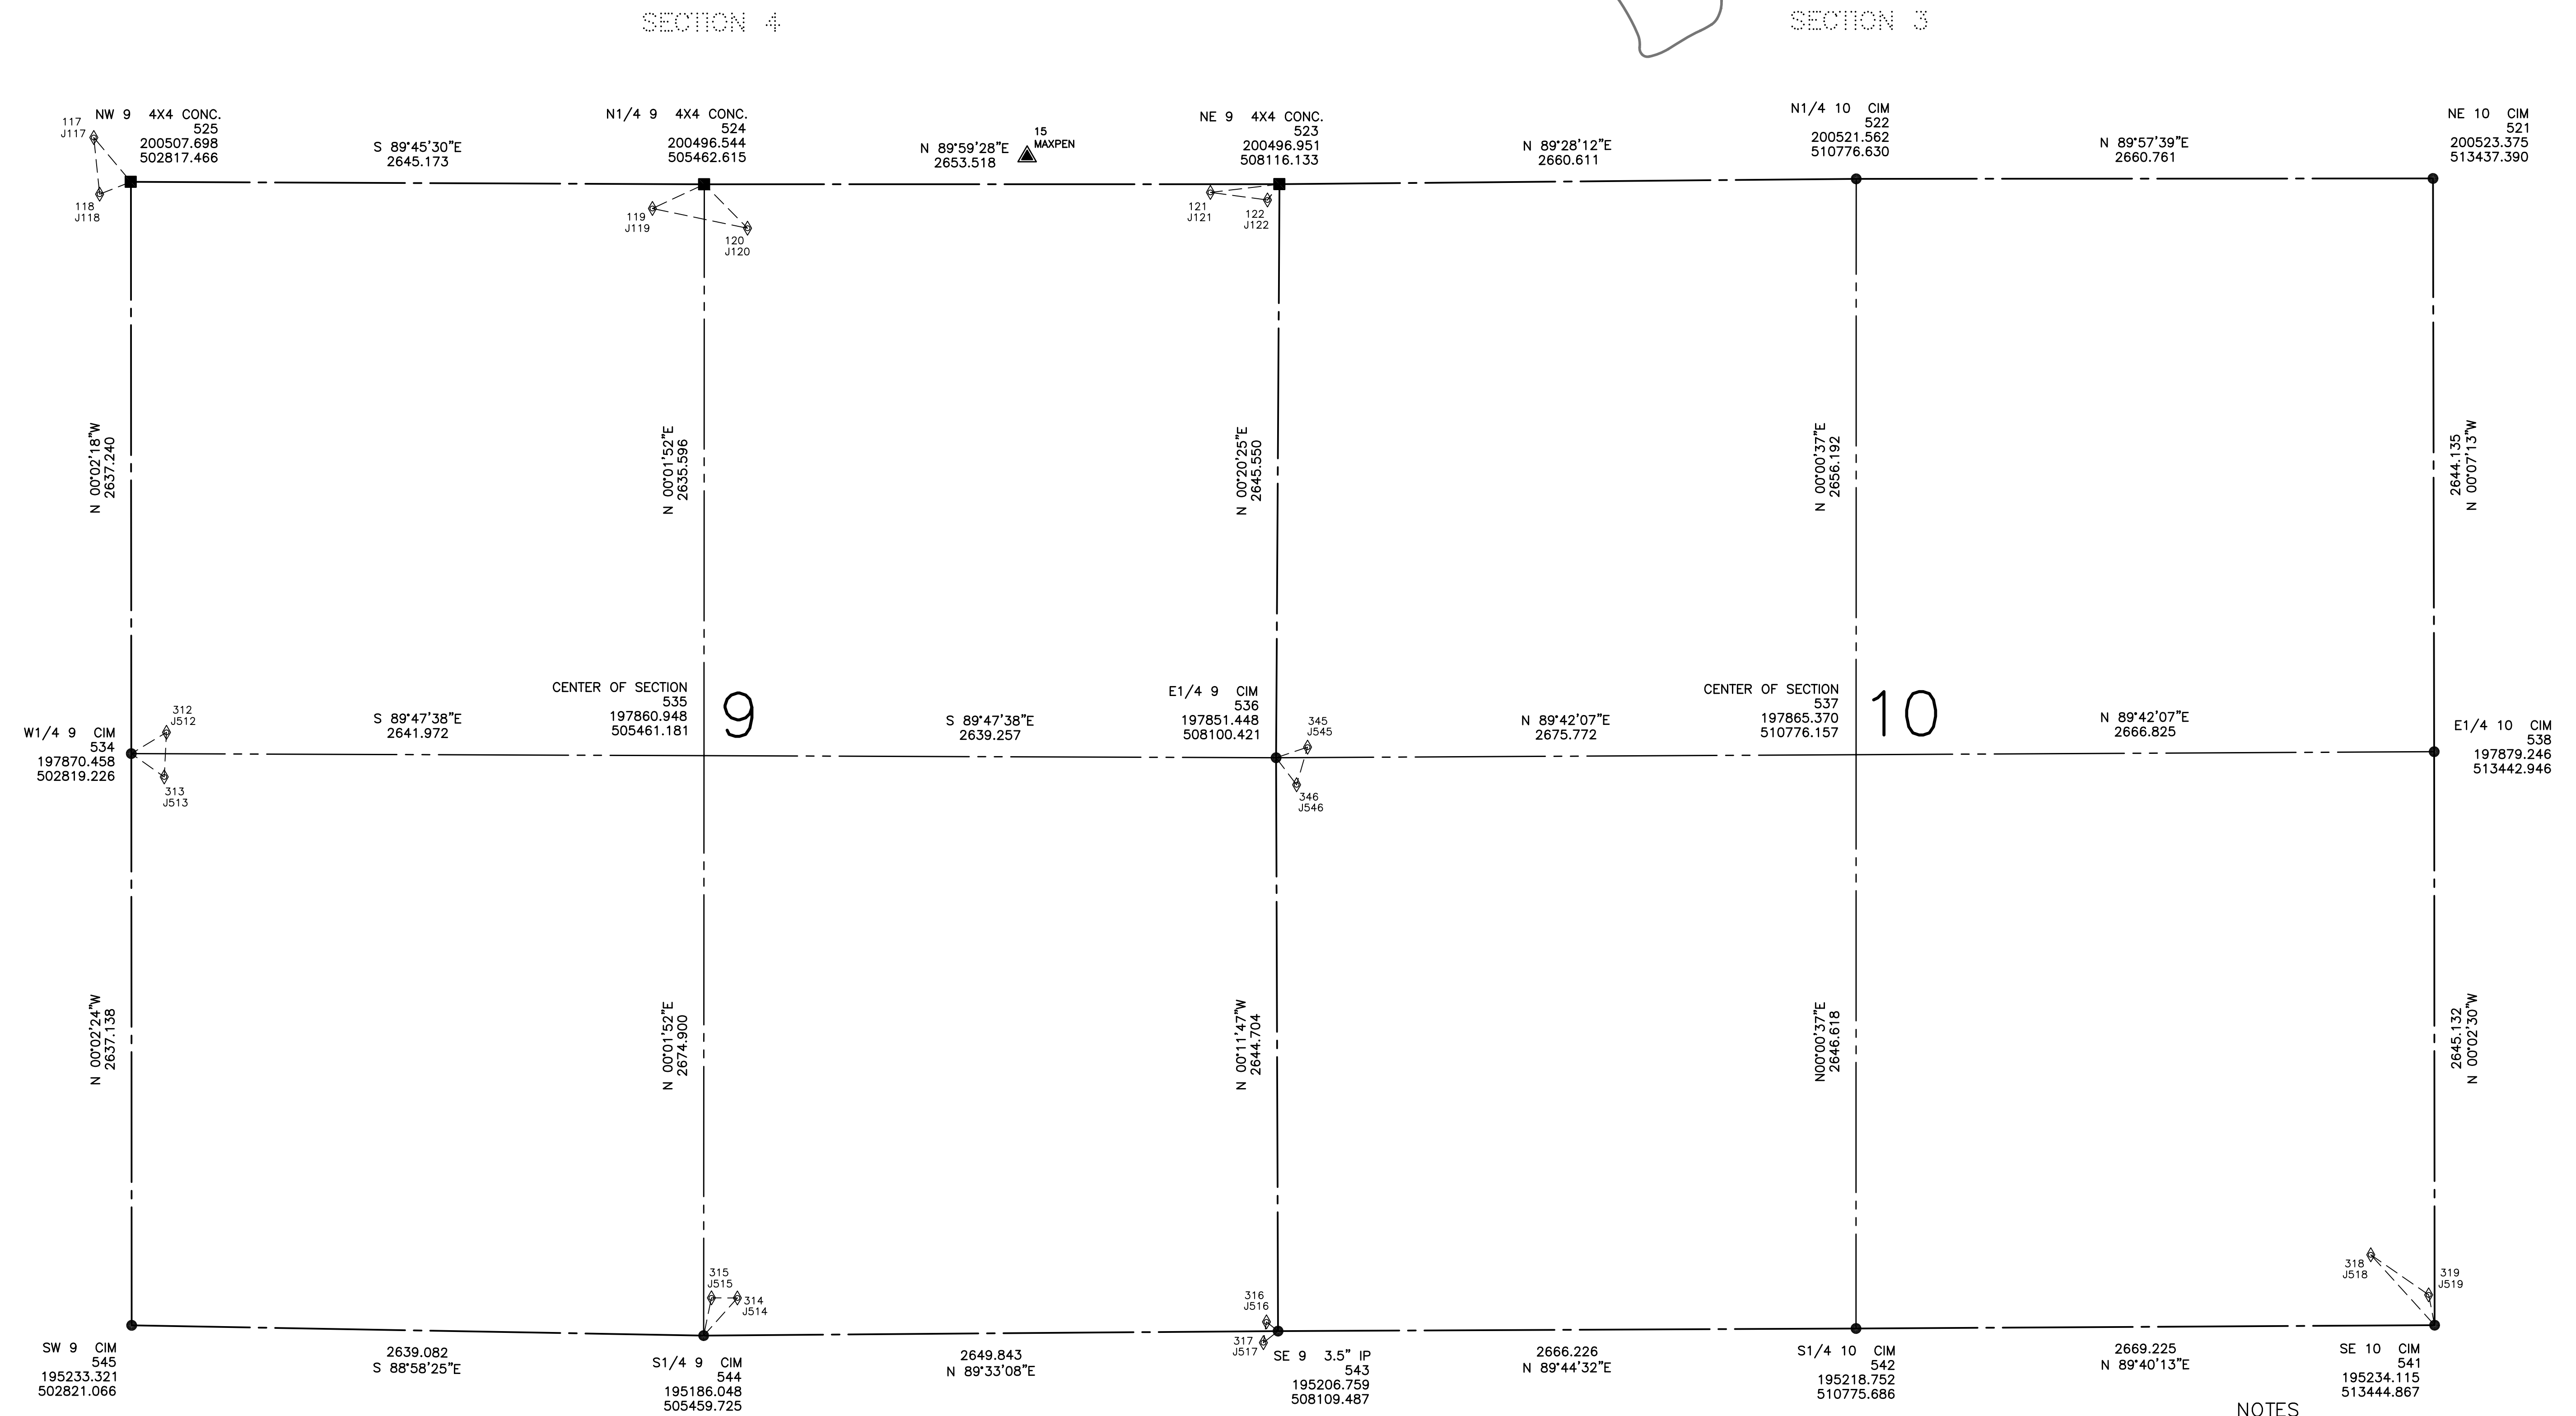 SECTION 4
SECTION 3
NW 9 4X4 CONC.
525
200507.698
502817.466
117
J117
118
J118
S 89°45'30"E
2645.173
N1/4 9 4X4 CONC.
524
200496.544
505462.615
119
J119
120
J120
N 89°59'28"E
2653.518
15
MAXPEN
NE 9 4X4 CONC.
523
200496.951
508116.133
121
J121
122
J122
N 89°28'12"E
2660.611
N1/4 10 CIM
522
200521.562
510776.630
N 89°57'39"E
2660.761
NE 10 CIM
521
200523.375
513437.390
N 00°02'18"W
2637.240
N 00°01'52"E
2635.596
N 00°20'25"E
2645.550
N 00°00'37"E
2656.192
2644.135
N 00°07'13"W
W1/4 9 CIM
534
197870.458
502819.226
312
J512
313
J513
S 89°47'38"E
2641.972
CENTER OF SECTION
535
197860.948
505461.181
9
S 89°47'38"E
2639.257
E1/4 9 CIM
536
197851.448
508100.421
345
J545
346
J546
N 89°42'07"E
2675.772
CENTER OF SECTION
537
197865.370
510776.157
10
N 89°42'07"E
2666.825
E1/4 10 CIM
538
197879.246
513442.946
N 00°02'24"W
2637.138
N 00°01'52"E
2674.900
N 00°11'47"W
2644.704
N00°00'37"E
2646.618
2645.132
N 00°02'30"W
SW 9 CIM
545
195233.321
502821.066
2639.082
S 88°58'25"E
315
J515
314
J514
S1/4 9 CIM
544
195186.048
505459.725
2649.843
N 89°33'08"E
316
J516
317
J517
SE 9 3.5" IP
543
195206.759
508109.487
2666.226
N 89°44'32"E
S1/4 10 CIM
542
195218.752
510775.686
2669.225
N 89°40'13"E
318
J518
319
J519
SE 10 CIM
541
195234.115
513444.867
NOTES